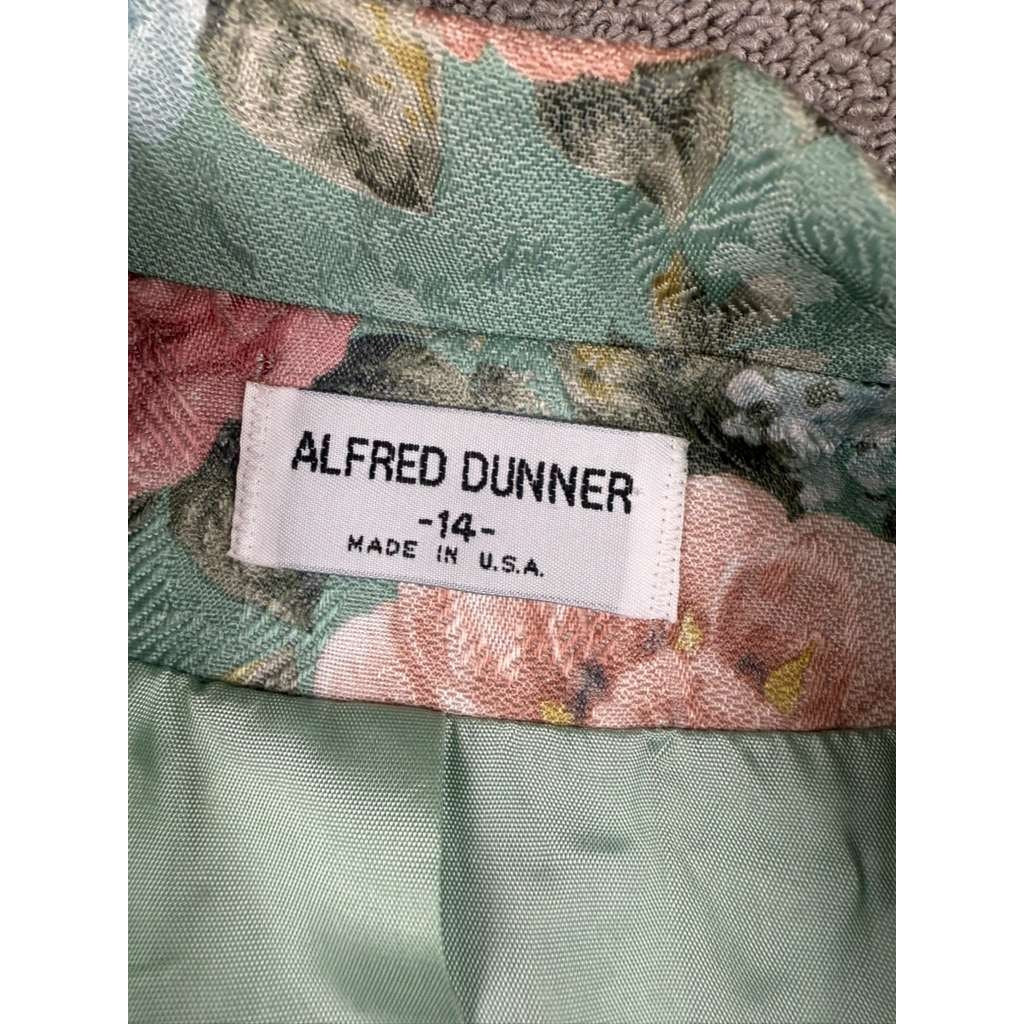 ALFRED DUNNER
-14-
MADE IN U.S.A.